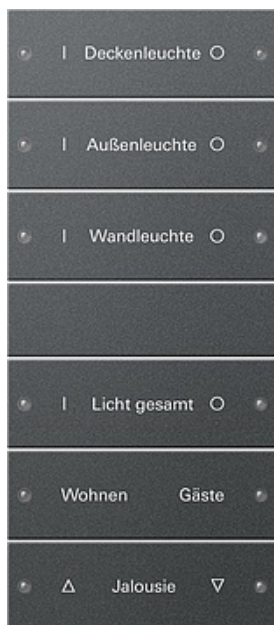 I Deckenleuchte O
I Außenleuchte O
I Wandleuchte O
I Licht gesamt O
Wohnen Gäste
△ Jalousie ▽